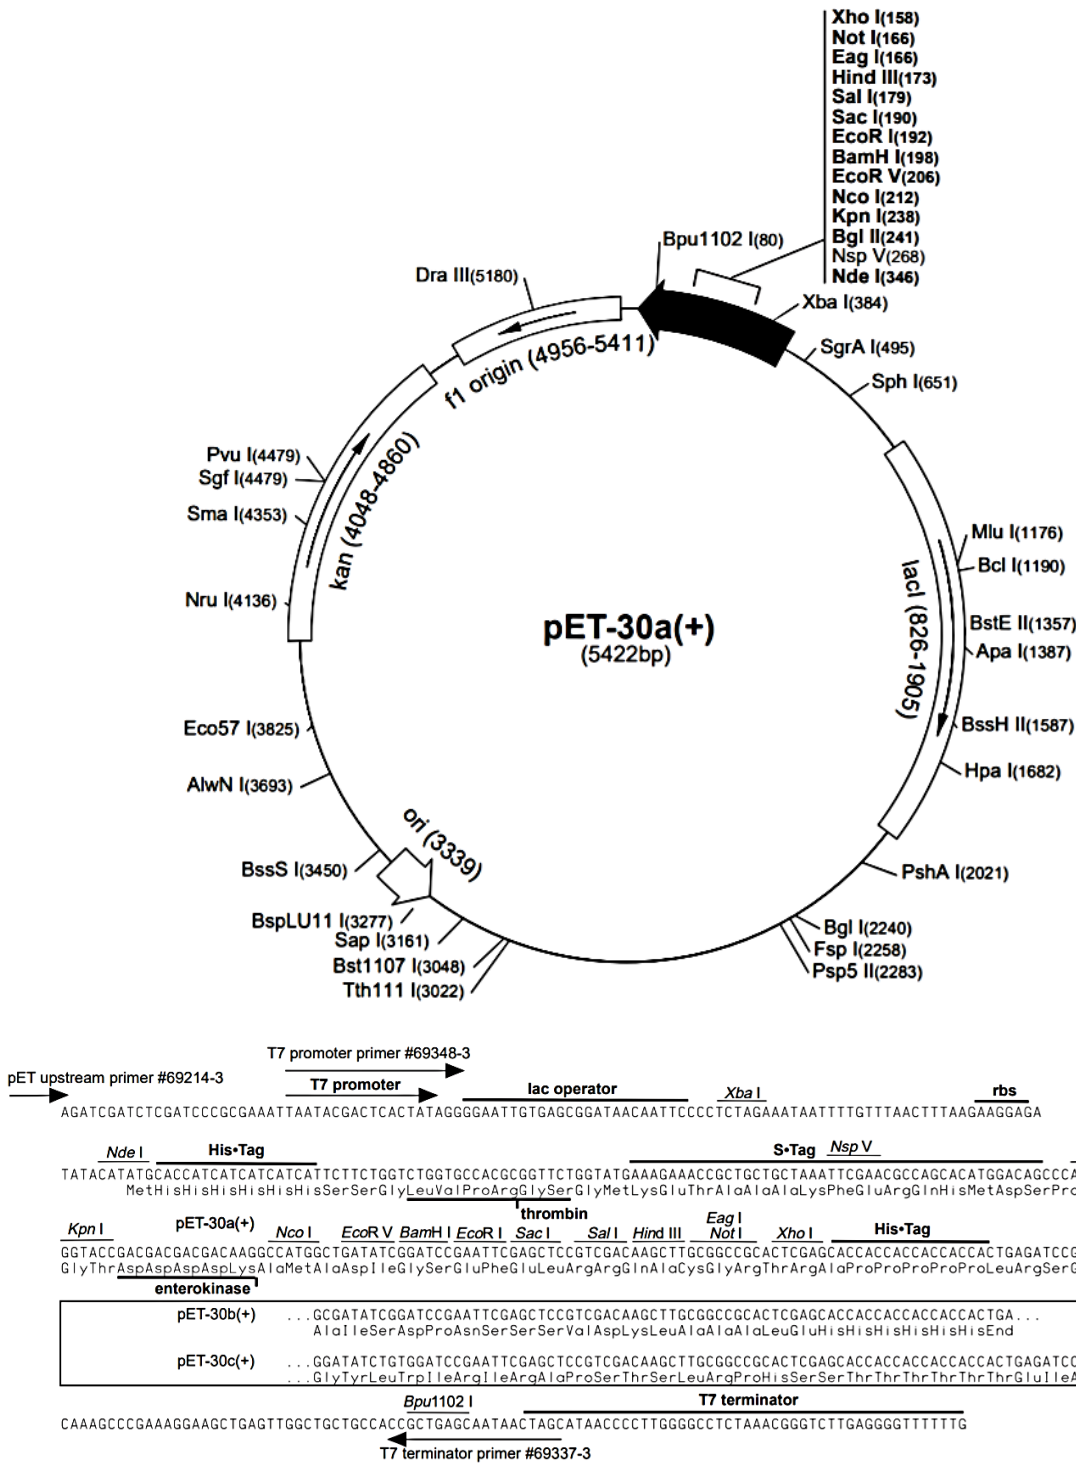 Xho I(158)
Not I(166)
Eag I(166)
Hind III(173)
Sal I(179)
Sac I(190)
EcoR I(192)
BamH I(198)
EcoR V(206)
Nco I(212)
Kpn I(238)
Bgl II(241)
Nsp V(268)
Nde I(346)
Bpu1102 I(80)
Dra III(5180)
Xba I(384)
SgrA I(495)
Sph I(651)
f1 origin (4956-5411)
Pvu I(4479)
Sgf I(4479)
Sma I(4353)
kan (4048-4860)
Nru I(4136)
Mlu I(1176)
Bcl I(1190)
BstE II(1357)
Apa I(1387)
lacI (826-1905)
BssH II(1587)
Hpa I(1682)
pET-30a(+)
(5422bp)
Eco57 I(3825)
AlwN I(3693)
ori (3339)
BssS I(3450)
PshA I(2021)
BspLU11 I(3277)
Sap I(3161)
Bst1107 I(3048)
Tth111 I(3022)
Bgl I(2240)
Fsp I(2258)
Psp5 II(2283)
T7 promoter primer #69348-3
pET upstream primer #69214-3
T7 promoter
lac operator
Xba I
rbs
AGATCGATCTCGATCCCGCGAAATTAATACGACTCACTATAGGGGAATTGTGAGCGGATAACAATTCCCCTCTAGAAATAATTTTGTTTAACTTTAAGAAGGAGA
Nde I
His•Tag
S•Tag
Nsp V
TATACATATGCACCATCATCATCATCATTCTTCTGGTCTGGTGCCACGCGGTTCTGGTATGAAAGAAACCGCTGCTGCTAAATTCGAACGCCAGCACATGGACAGCCCA
MetHisHisHisHisHisHisSerSerGlyLeuValProArgGlySerGlyMetLysGluThrAlaAlaAlaLysPheGluArgGlnHisMetAspSerPro
thrombin
Kpn I
pET-30a(+)
Nco I
EcoR V
BamH I
EcoR I
Sac I
Sal I
Hind III
Eag I
Not I
Xho I
His•Tag
GGTACCGACGACGACGACAAGGCCATGGCTGATATCGGATCCGAATTCGAGCTCCGTCGACAAGCTTGCGGCCGCACTCGAGCACCACCACCACCACCACTGAGATCCG
GlyThrAspAspAspAspLysAlaMetAlaAspIleGlySerGluPheGluLeuArgArgGlnAlaCysGlyArgThrArgAlaProProProProProProLeuArgSerG
enterokinase
pET-30b(+)
...GCGATATCGGATCCGAATTCGAGCTCCGTCGACAAGCTTGCGGCCGCACTCGAGCACCACCACCACCACCACTGA...
AlaIleSerAspProAsnSerSerSerValAspLysLeuAlaAlaAlaLeuGluHisHisHisHisHisHisEnd
pET-30c(+)
...GGATATCTGTGGATCCGAATTCGAGCTCCGTCGACAAGCTTGCGGCCGCACTCGAGCACCACCACCACCACCACTGAGATCC
...GlyTyrLeuTrpIleArgIleArgAlaProSerThrSerLeuArgProHisSerSerThrThrThrThrThrThrGluIleA
Bpu1102 I
T7 terminator
CAAAGCCCGAAAGGAAGCTGAGTTGGCTGCTGCCACCGCTGAGCAATAACTAGCATAACCCCTTGGGGCCTCTAAACGGGTCTTGAGGGGTTTTTTG
T7 terminator primer #69337-3